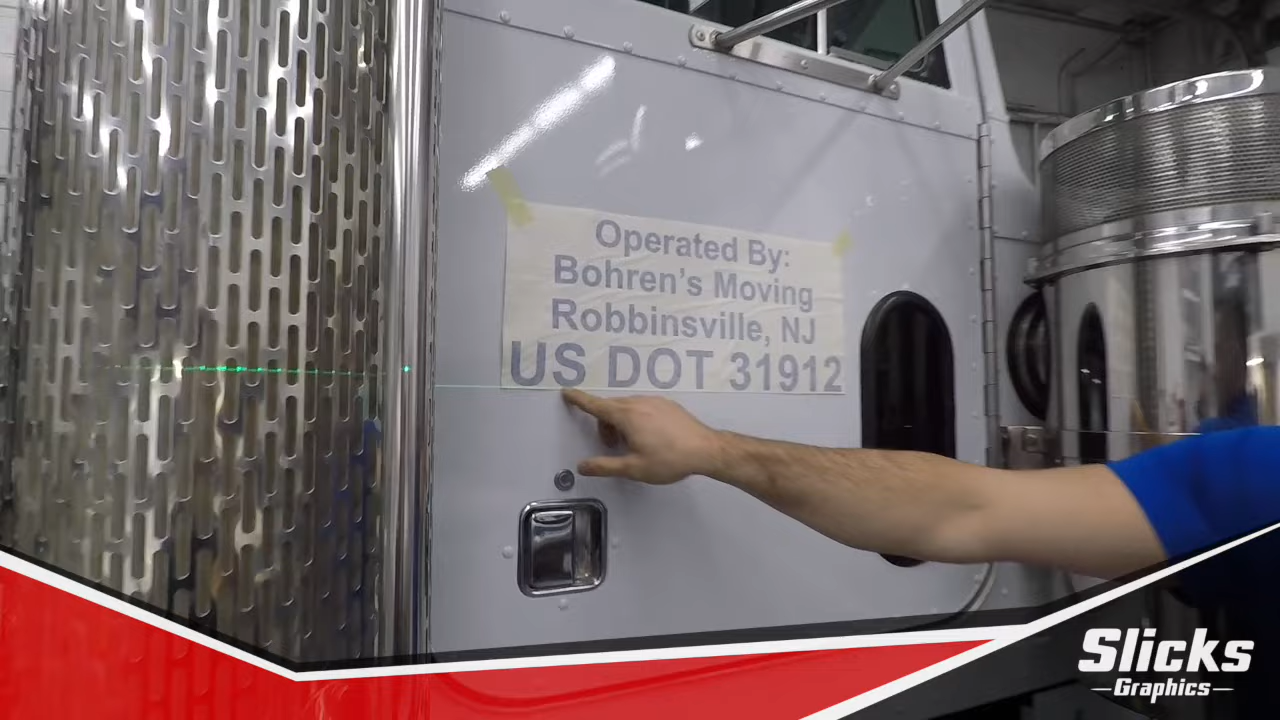 Operated By:
Bohren's Moving
Robbinsville, NJ
US DOT 31912
Slicks
Graphics